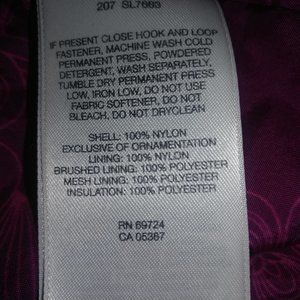 207 SL7663
IF PRESENT CLOSE HOOK AND LOOP
FASTENER, MACHINE WASH COLD
PERMANENT PRESS, POWDERED
DETERGENT, WASH SEPARATELY,
TUMBLE DRY PERMANENT PRESS
LOW, IRON LOW, DO NOT USE
FABRIC SOFTENER, DO NOT
BLEACH, DO NOT DRYCLEAN
SHELL: 100% NYLON
EXCLUSIVE OF ORNAMENTATION
LINING: 100% NYLON
BRUSHED LINING: 100% POLYESTER
MESH LINING: 100% POLYESTER
INSULATION: 100% POLYESTER
RN 69724
CA 05367